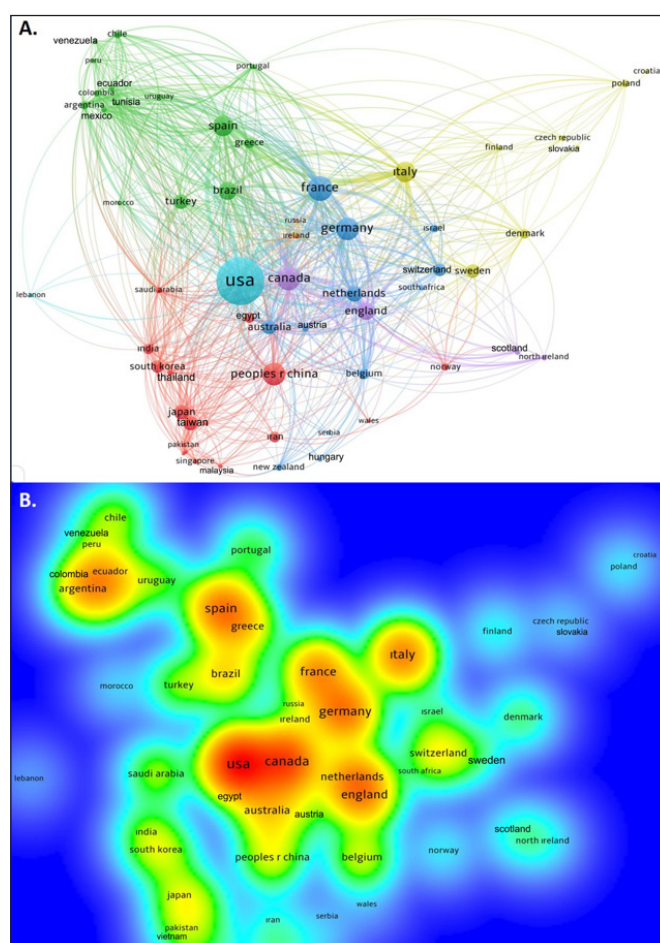 A.
chile
venezuela
peru
portugal
croatia
poland
ecuador
colombia
uruguay
argentina
tunisia
mexico
spain
greece
czech republic
slovakia
finland
italy
france
brazil
turkey
morocco
russia
ireland
germany
israel
denmark
usa
canada
switzerland
sweden
south africa
lebanon
saudi arabia
netherlands
egypt
england
australia
austria
india
scotland
north ireland
south korea
thailand
peoples r china
belgium
norway
japan
taiwan
wales
iran
serbia
pakistan
hungary
singapore
malaysia
new zealand
B.
chile
venezuela
peru
portugal
croatia
poland
colombia
ecuador
uruguay
argentina
spain
greece
czech republic
slovakia
finland
italy
france
brazil
turkey
morocco
russia
ireland
germany
israel
denmark
usa
canada
switzerland
sweden
south africa
saudi arabia
lebanon
netherlands
egypt
england
australia
austria
india
scotland
north ireland
south korea
peoples r china
belgium
norway
japan
wales
iran
serbia
pakistan
vietnam